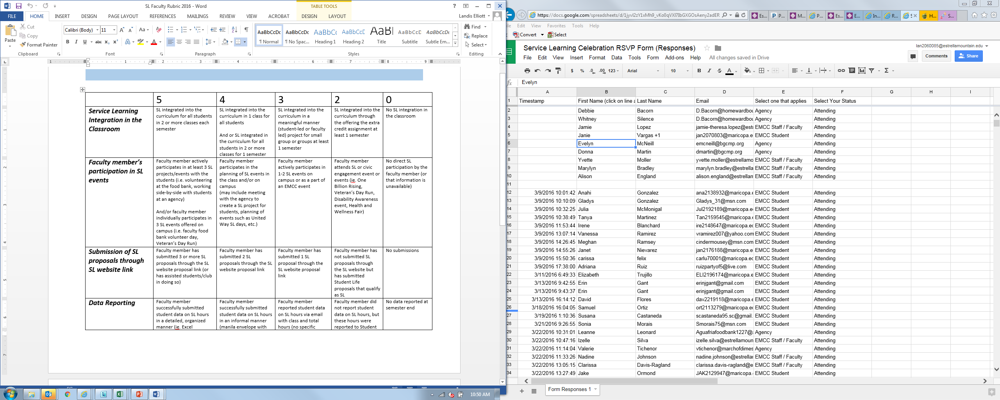 SL Faculty Rubric 2016 - Word
TABLE TOOLS
FILE HOME INSERT DESIGN PAGE LAYOUT REFERENCES MAILINGS REVIEW VIEW ACROBAT DESIGN LAYOUT Landis Elliott
Paste
Cut
Copy
Format Painter
Calibri (Body) 11
AaBbCcDc AaBbCcDc AaBbCc AaBbCcD AaBl AaBbCcD AaBbCcDc
¶ Normal ¶ No Spac... Heading 1 Heading 2 Title Subtitle Subtle Em...
Find
Replace
Select
Clipboard Font Paragraph Styles Editing
5 4 3 2 0
Service Learning
Integration in the
Classroom
SL integrated into the
curriculum for all students
in 2 or more classes each
semester
SL integrated into the
curriculum in 1 class for
all students
And or SL integrated in
the curriculum for all
students in 2 or more
classes for 1 semester
SL integrated into the
curriculum in a
meaningful manner
(student-led or faculty
led) project for small
group or groups at least
1 semester
SL integrated into the
curriculum through
the offering the extra
credit assignment at
least 1 semester
No SL integration in
the classroom
Faculty member's
participation in SL
events
Faculty member actively
participates in at least 3 SL
projects/events with the
students (i.e. volunteering
at the food bank, working
side-by-side with students
at an agency)
And/or faculty member
individually participates in
3 SL events offered on
campus (i.e. faculty food
bank volunteer day,
Veteran's Day Run)
Faculty member
participates in the
planning of SL events in
the class and/or on
campus
(may include meeting
with the agency to
create a SL project for
students, planning of
events such as United
Way SL days, etc.)
Faculty member
actively participates in
1-2 SL events on
campus or as a part of
an EMCC event
Faculty member
attends SL or civic
engagement event or
events (ie. One
Billion Rising,
Veteran's Day Run,
Disability Awareness
event, Health and
Wellness Fair)
No direct SL
participation by the
faculty member (or
that information is
unavailable)
Submission of SL
proposals through
SL website link
Faculty member has
submitted 3 or more SL
proposals through the SL
website proposal link (or
has assisted students/club
in doing so)
Faculty member has
submitted 2 SL
proposals through the SL
website proposal link
Faculty member has
submitted 1 SL
proposal through the
SL website proposal
link
Faculty member has
not submitted SL
proposals through
the SL website but
has submitted
Student Life
proposals that qualify
as SL
No submissions
Data Reporting
Faculty member
successfully submitted
student data on SL hours
in a detailed, organized
manner (ie. Excel
Faculty member
successfully submitted
student data on SL hours
in an informal manner
(manila envelope with
Faculty member
reported student data
on SL hours via email
with class and total
hours (no specific
Faculty member did
not report student
data on SL hours, but
these hours were
reported to Student
No data reported at
semester end
10:50 AM
https://docs.google.com/spreadsheets/d/1jyvl2zY1xMh9_vKo0qVXl7IbGXGOsAeny2adER
Es... P... M... P... Es... E... In... R... S H... S...
Edit View Favorites Tools Help
Convert Select
Service Learning Celebration RSVP Form (Responses)
lan2060085@estrellamountain.edu
File Edit View Insert Format Data Tools Form Add-ons Help All changes saved in Drive
Comments Share
$ % .0 .00 123 Arial 10 B I S A
fx Evelyn
A B C D E F G H I
1 Timestamp First Name (click on line a Last Name Email Select one that applies Select Your Status
2 Debbie Bacorn D.Bacorn@homewardbou Agency Attending
3 Whitney Silence D.Bacorn@homewardbou Agency Attending
4 Jamie Lopez jamie-theresa.lopez@estr EMCC Staff / Faculty Attending
5 Janie Vargas +1 jan2070803@maricopa.e EMCC Student Attending
6 Evelyn McNeill emcneill@bgcmp.org Agency Attending
7 Donna Martin dmartin@bgcmp.org Agency Attending
8 Yvette Moller yvette.moller@estrellamo EMCC Staff / Faculty Attending
9 Marylyn Bradley marylyn.bradley@estrella EMCC Staff / Faculty Attending
10 Alison England alison.england@estrellam EMCC Staff / Faculty Attending
11
12 3/9/2016 10:01:42 Anahi Gonzalez ana2138932@maricopa.e EMCC Student Attending
13 3/9/2016 10:10:09 Gladys Gonzalez Gladys_31@msn.com EMCC Student Attending
14 3/9/2016 10:32:25 Julia McMonigal Jul2192189@maricopa.e EMCC Student Attending
15 3/9/2016 10:38:49 Tanya Martinez Tan2159545@maricopa.e EMCC Student Attending
16 3/9/2016 11:53:44 Irene Blanchard ire2148647@maricopa.ec EMCC Student Attending
17 3/9/2016 13:07:14 Vanessa Ramirez vramirez007@yahoo.com EMCC Student Attending
18 3/9/2016 14:26:45 Meghan Ramsey cindermousey@msn.com EMCC Student Attending
19 3/9/2016 14:55:26 Janet Nievarez jan2176188@maricopa.e EMCC Student Attending
20 3/9/2016 15:50:36 carissa felix carlu70001@maricopa.ec EMCC Student Attending
21 3/9/2016 17:38:00 Adriana Ruiz ruizpartyof5@live.com EMCC Student Attending
22 3/11/2016 6:49:33 Elizabeth Trujillo ELI2196174@maricopa.e EMCC Student Attending
23 3/13/2016 9:42:55 Erin Gant erinjgant@gmail.com EMCC Student Attending
24 3/13/2016 9:43:37 Erin Gant erinjgant@gmail.com EMCC Student Attending
25 3/13/2016 16:14:12 David Flores dav2219118@maricopa.e EMCC Student Attending
26 3/18/2016 16:04:05 Samuel Ortiz ort2113279@maricopa.ec EMCC Student Attending
27 3/19/2016 1:10:36 Susana Castaneda scastaneda95.sc@gmail. EMCC Student Attending
28 3/21/2016 9:26:55 Sonia Morais Smorais75@msn.com EMCC Student Attending
29 3/22/2016 10:31:01 Leanne Leonard Aguafriafoodbank1227@ Agency Attending
30 3/22/2016 10:47:16 Izelle Silva izelle.silva@estrellamoun EMCC Staff / Faculty Attending
31 3/22/2016 11:14:04 Valerie Tichenor vtichenor@marchofdimes Agency Attending
32 3/22/2016 11:33:26 Nadine Johnson nadine.johnson@estrellar EMCC Staff / Faculty Attending
33 3/22/2016 13:05:15 Clarissa Davis-Ragland clarissa.davis-ragland@e EMCC Staff / Faculty Attending
34 3/22/2016 13:27:49 Jake Ormond JAK2129947@maricopa. EMCC Student Attending
Form Responses 1